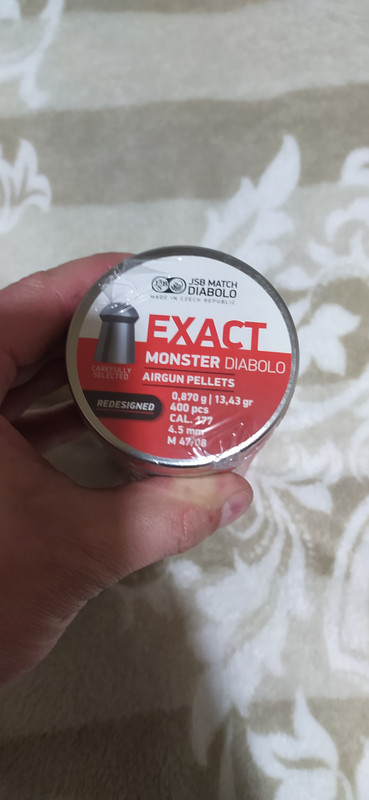 JSB MATCH
DIABOLO
MADE IN CZECH REPUBLIC
EXACT
MONSTER DIABOLO
AIRGUN PELLETS
CAREFULLY
SELECTED
REDESIGNED
0,870 g | 13,43 gr
400 pcs
CAL. .177
4.5 mm